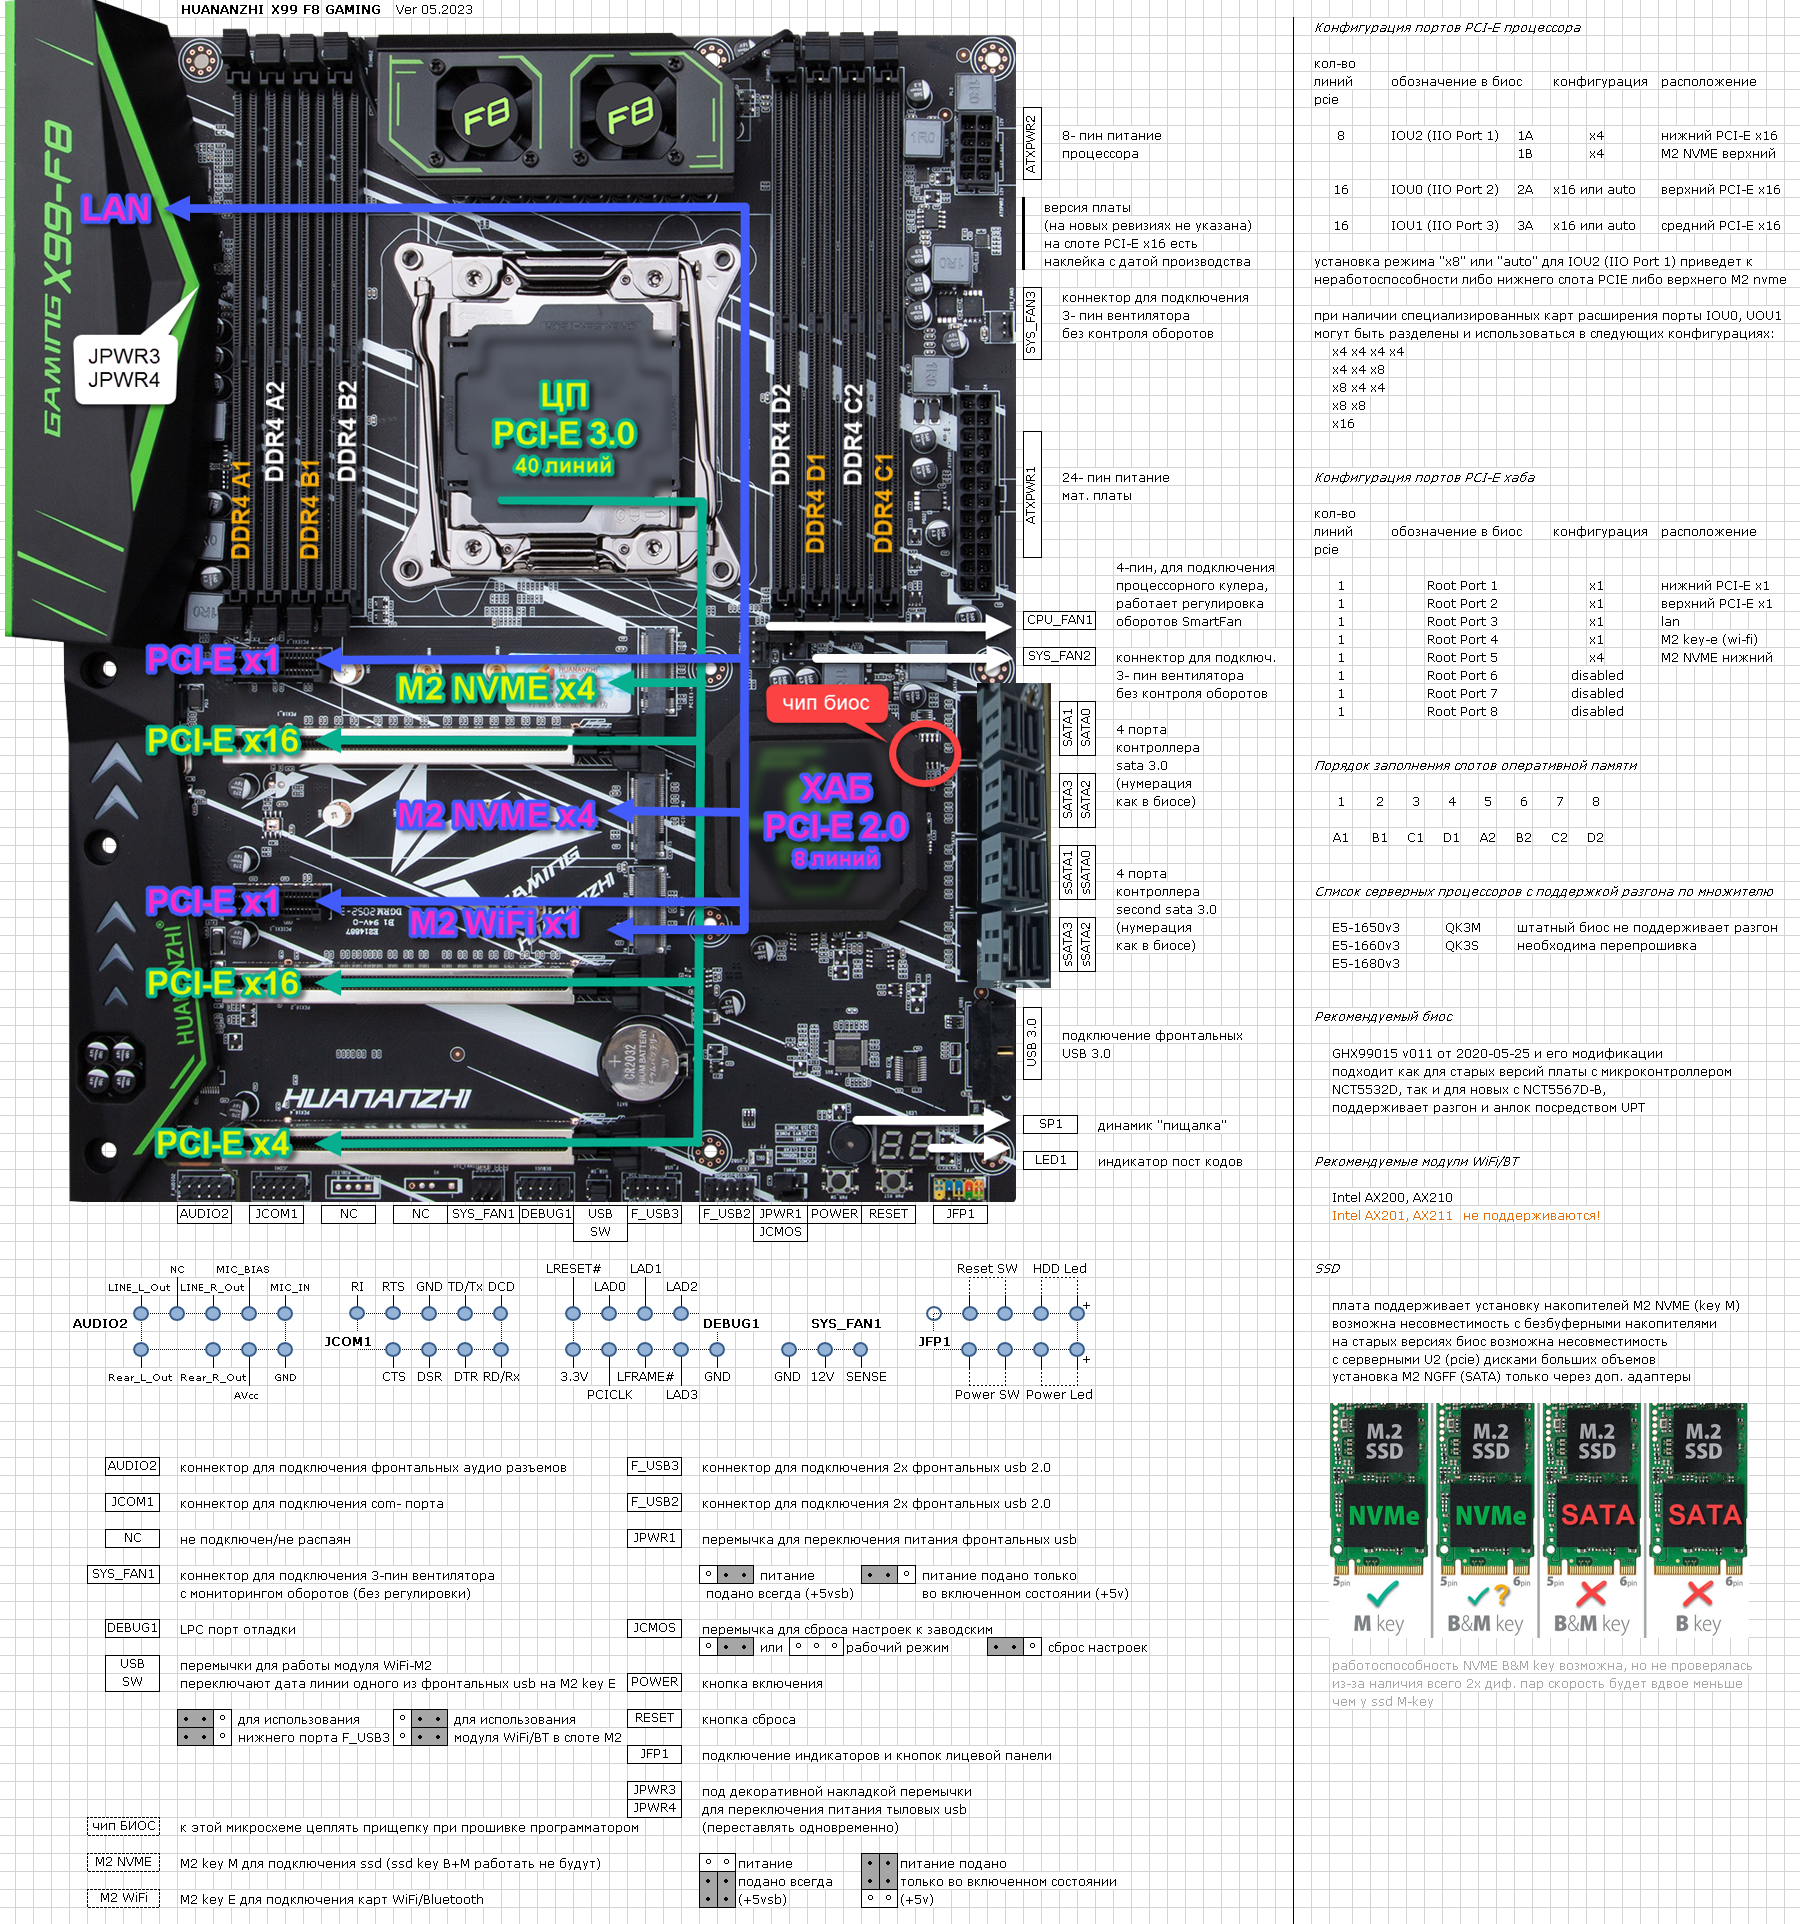 HUANANZHI X99 F8 GAMING Ver 05.2023
GAMING X99-F8
F8
F8
LAN
JPWR3
JPWR4
DDR4 A1
DDR4 A2
DDR4 B1
DDR4 B2
ЦП
PCI-E 3.0
40 линий
DDR4 D2
DDR4 D1
DDR4 C2
DDR4 C1
PCI-E x1
M2 NVME x4
PCI-E x16
M2 NVME x4
PCI-E x1
M2 WiFi x1
PCI-E x16
PCI-E x4
чип биос
ХАБ
PCI-E 2.0
8 линий
HUANANZHI
HUANANZHI
CR2032
ATXPWR2
8- пин питание
процессора
версия платы
(на новых ревизиях не указана)
на слоте PCI-E x16 есть
наклейка с датой производства
SYS_FAN3
коннектор для подключения
3- пин вентилятора
без контроля оборотов
ATXPWR1
24- пин питание
мат. платы
4-пин, для подключения
процессорного кулера,
работает регулировка
оборотов SmartFan
CPU_FAN1
SYS_FAN2
коннектор для подключ.
3- пин вентилятора
без контроля оборотов
SATA1
SATA0
SATA3
SATA2
4 порта
контроллера
sata 3.0
(нумерация
как в биосе)
sSATA1
sSATA0
sSATA3
sSATA2
4 порта
контроллера
second sata 3.0
(нумерация
как в биосе)
USB 3.0
подключение фронтальных
USB 3.0
SP1
динамик "пищалка"
LED1
индикатор пост кодов
AUDIO2 JCOM1 NC NC SYS_FAN1 DEBUG1 USB F_USB3 F_USB2 JPWR1 POWER RESET JFP1
SW JCMOS
NC MIC_BIAS
LINE_L_Out LINE_R_Out MIC_IN
AUDIO2
Rear_L_Out Rear_R_Out GND
AVcc
RI RTS GND TD/Tx DCD
JCOM1
CTS DSR DTR RD/Rx
LRESET# LAD1
LAD0 LAD2
DEBUG1
3.3V LFRAME# GND
PCICLK LAD3
SYS_FAN1
GND 12V SENSE
Reset SW HDD Led
+
JFP1
+
Power SW Power Led
AUDIO2 коннектор для подключения фронтальных аудио разъемов
JCOM1 коннектор для подключения com- порта
NC не подключен/не распаян
SYS_FAN1 коннектор для подключения 3-пин вентилятора
с мониторингом оборотов (без регулировки)
DEBUG1 LPC порт отладки
USB перемычки для работы модуля WiFi-M2
SW переключают дата линии одного из фронтальных usb на M2 key E
для использования
нижнего порта F_USB3
для использования
модуля WiFi/BT в слоте M2
чип БИОС к этой микросхеме цеплять прищепку при прошивке программатором
M2 NVME M2 key M для подключения ssd (ssd key B+M работать не будут)
M2 WiFi M2 key E для подключения карт WiFi/Bluetooth
F_USB3 коннектор для подключения 2x фронтальных usb 2.0
F_USB2 коннектор для подключения 2x фронтальных usb 2.0
JPWR1 перемычка для переключения питания фронтальных usb
питание
подано всегда (+5vsb)
питание подано только
во включенном состоянии (+5v)
JCMOS перемычка для сброса настроек к заводским
или рабочий режим сброс настроек
POWER кнопка включения
RESET кнопка сброса
JFP1 подключение индикаторов и кнопок лицевой панели
JPWR3 под декоративной накладкой перемычки
JPWR4 для переключения питания тыловых usb
(переставлять одновременно)
питание
подано всегда
(+5vsb)
питание подано
только во включенном состоянии
(+5v)
Конфигурация портов PCI-E процессора
кол-во
линий обозначение в биос конфигурация расположение
pcie
8 IOU2 (IIO Port 1) 1A x4 нижний PCI-E x16
1B x4 M2 NVME верхний
16 IOU0 (IIO Port 2) 2A x16 или auto верхний PCI-E x16
16 IOU1 (IIO Port 3) 3A x16 или auto средний PCI-E x16
установка режима "x8" или "auto" для IOU2 (IIO Port 1) приведет к
неработоспособности либо нижнего слота PCIE либо верхнего M2 nvme
при наличии специализированных карт расширения порты IOU0, UOU1
могут быть разделены и использоваться в следующих конфигурациях:
x4 x4 x4 x4
x4 x4 x8
x8 x4 x4
x8 x8
x16
Конфигурация портов PCI-E хаба
кол-во
линий обозначение в биос конфигурация расположение
pcie
1 Root Port 1 x1 нижний PCI-E x1
1 Root Port 2 x1 верхний PCI-E x1
1 Root Port 3 x1 lan
1 Root Port 4 x1 M2 key-e (wi-fi)
1 Root Port 5 x4 M2 NVME нижний
1 Root Port 6 disabled
1 Root Port 7 disabled
1 Root Port 8 disabled
Порядок заполнения слотов оперативной памяти
1 2 3 4 5 6 7 8
A1 B1 C1 D1 A2 B2 C2 D2
Список серверных процессоров с поддержкой разгона по множителю
E5-1650v3 QK3M штатный биос не поддерживает разгон
E5-1660v3 QK3S необходима перепрошивка
E5-1680v3
Рекомендуемый биос
GHX99015 v011 от 2020-05-25 и его модификации
подходит как для старых версий платы с микроконтроллером
NCT5532D, так и для новых с NCT5567D-B,
поддерживает разгон и анлок посредством UPT
Рекомендуемые модули WiFi/BT
Intel AX200, AX210
Intel AX201, AX211 не поддерживаются!
SSD
плата поддерживает установку накопителей M2 NVME (key M)
возможна несовместимость с безбуферными накопителями
на старых версиях биос возможна несовместимость
с серверными U2 (pcie) дисками больших объемов
установка M2 NGFF (SATA) только через доп. адаптеры
M.2 SSD M.2 SSD M.2 SSD M.2 SSD
NVMe NVMe SATA SATA
5pin 5pin 6pin 5pin 6pin 6pin
?
M key B&M key B&M key B key
работоспособность NVME B&M key возможна, но не проверялась
из-за наличия всего 2x диф. пар скорость будет вдвое меньше
чем у ssd M-key